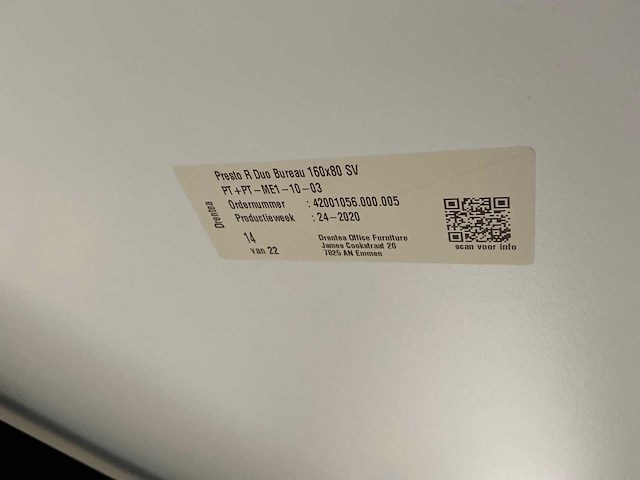 Drentea
Presto R Duo Bureau 160x80 SV
PT+PT-ME1-10-03
Ordernummer : 42001056.000.005
Productieweek : 24-2020
14
van 22
Drentea Office Furniture
James Cookstraat 20
7825 AN Emmen
scan voor info